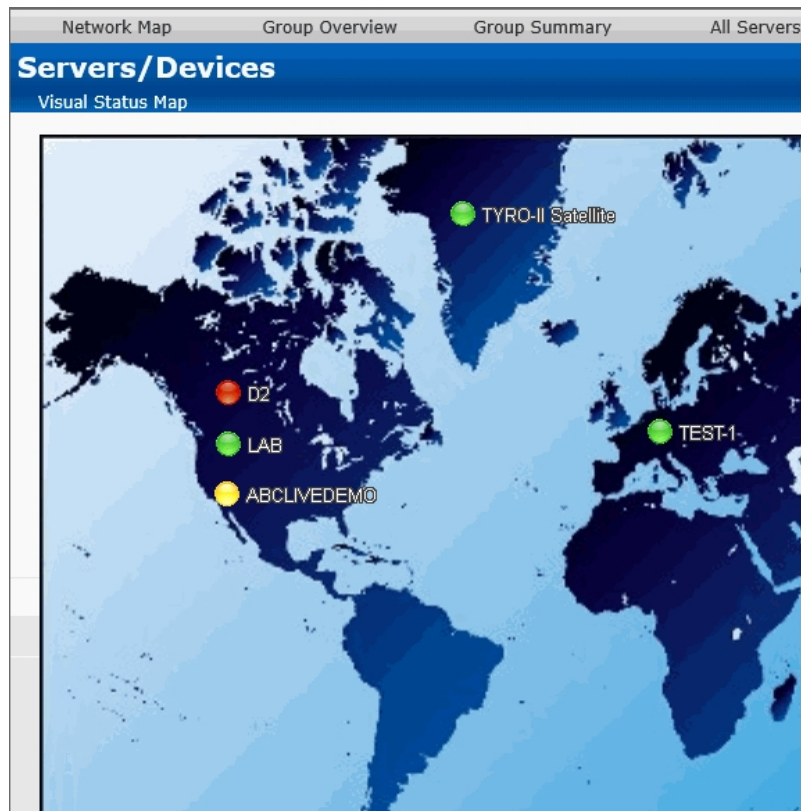 Network Map Group Overview Group Summary All Servers
Servers/Devices
Visual Status Map
TYRO-II Satellite
D2
TEST-1
LAB
ABCLIVEDEMO